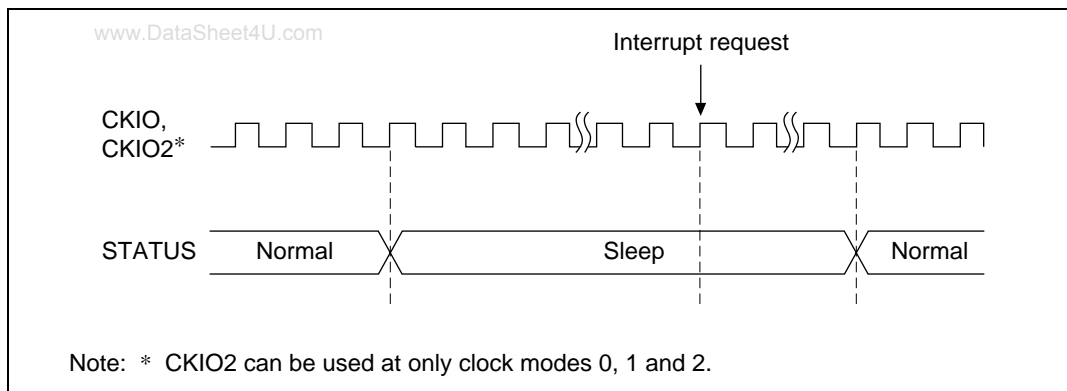 www.DataSheet4U.com
Interrupt request
CKIO,
CKIO2*
STATUS Normal Sleep Normal
Note: * CKIO2 can be used at only clock modes 0, 1 and 2.